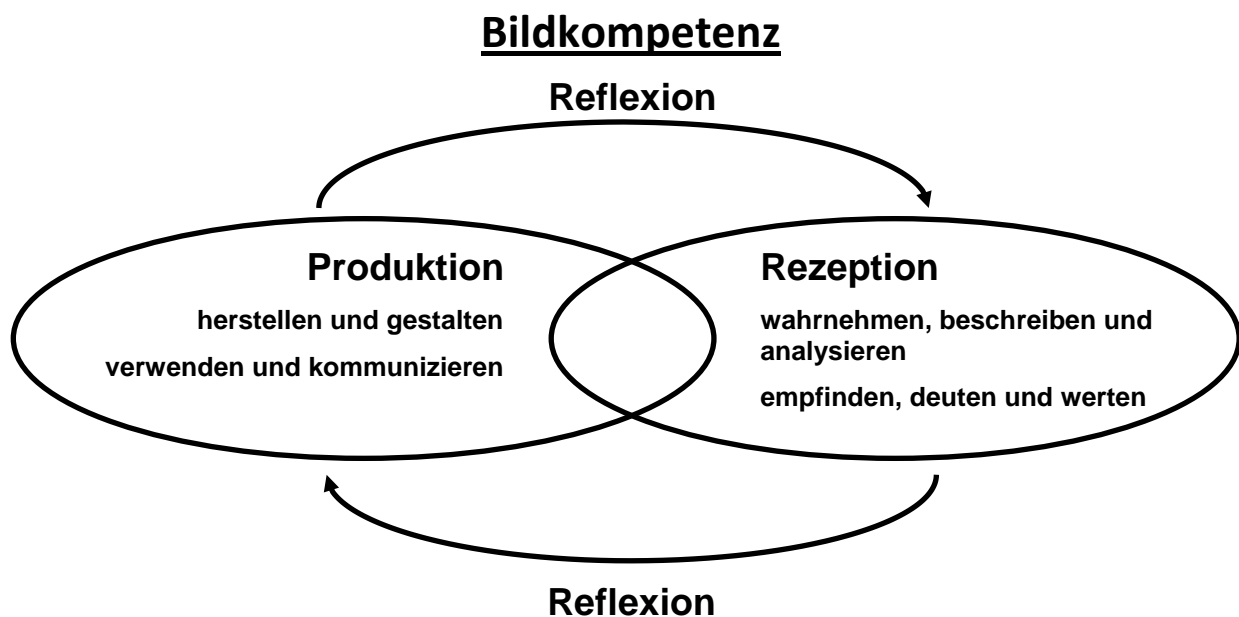 Bildkompetenz
Reflexion
Produktion
herstellen und gestalten
verwenden und kommunizieren
Rezeption
wahrnehmen, beschreiben und
analysieren
empfinden, deuten und werten
Reflexion